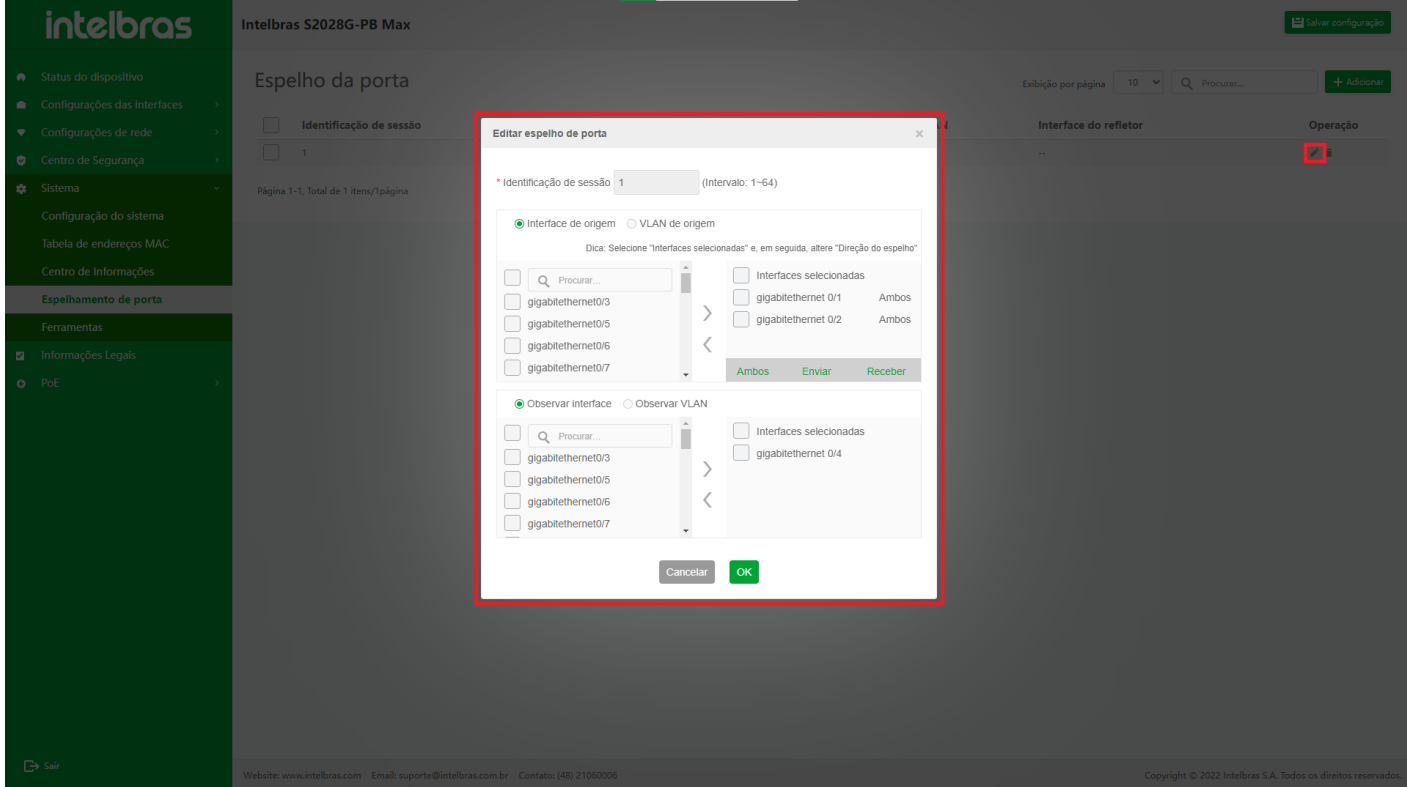 intelbras
Intelbras S2028G-PB Max
Salvar configuração
Status do dispositivo
Configurações das interfaces
Configurações de rede
Centro de Segurança
Sistema
Configuração do sistema
Tabela de endereços MAC
Centro de Informações
Espelhamento de porta
Ferramentas
Informações Legais
PoE
Sair
Espelho da porta
Exibição por página 10 Procurar... + Adicionar
Identificação de sessão AN Interface do refletor Operação
1 --
Página 1-1, Total de 1 itens/1página
Editar espelho de porta ×
* Identificação de sessão 1 (Intervalo: 1~64)
Interface de origem VLAN de origem
Dica: Selecione "Interfaces selecionadas" e, em seguida, altere "Direção do espelho"
Procurar...
gigabitethernet0/3
gigabitethernet0/5
gigabitethernet0/6
gigabitethernet0/7
Interfaces selecionadas
gigabitethernet 0/1 Ambos
gigabitethernet 0/2 Ambos
Ambos Enviar Receber
Observar interface Observar VLAN
Procurar...
gigabitethernet0/3
gigabitethernet0/5
gigabitethernet0/6
gigabitethernet0/7
Interfaces selecionadas
gigabitethernet 0/4
Cancelar OK
Website: www.intelbras.com Email: suporte@intelbras.com.br Contato: (48) 21060006
Copyright © 2022 Intelbras S.A. Todos os direitos reservados.